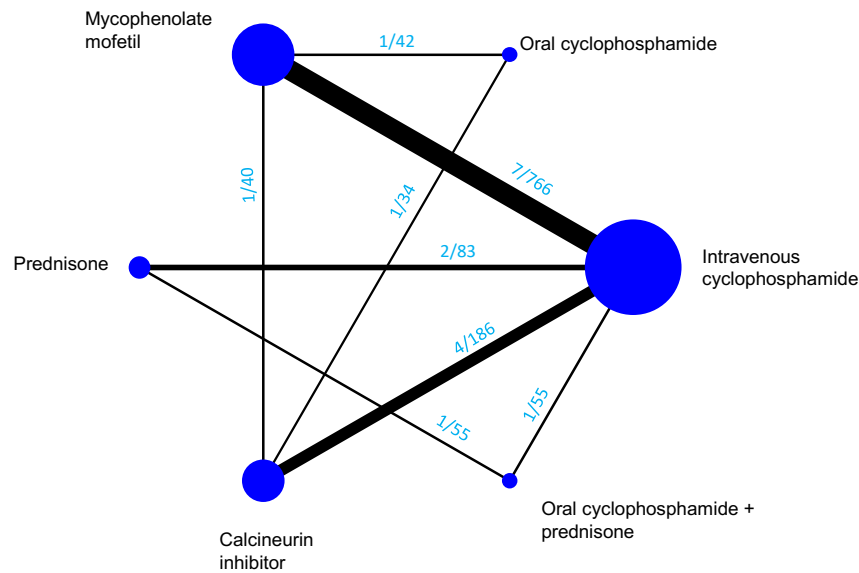 Mycophenolate
mofetil
1/42
Oral cyclophosphamide
7/766
1/40
1/34
Prednisone
2/83
Intravenous
cyclophosphamide
4/186
1/55
1/55
Oral cyclophosphamide +
prednisone
Calcineurin
inhibitor